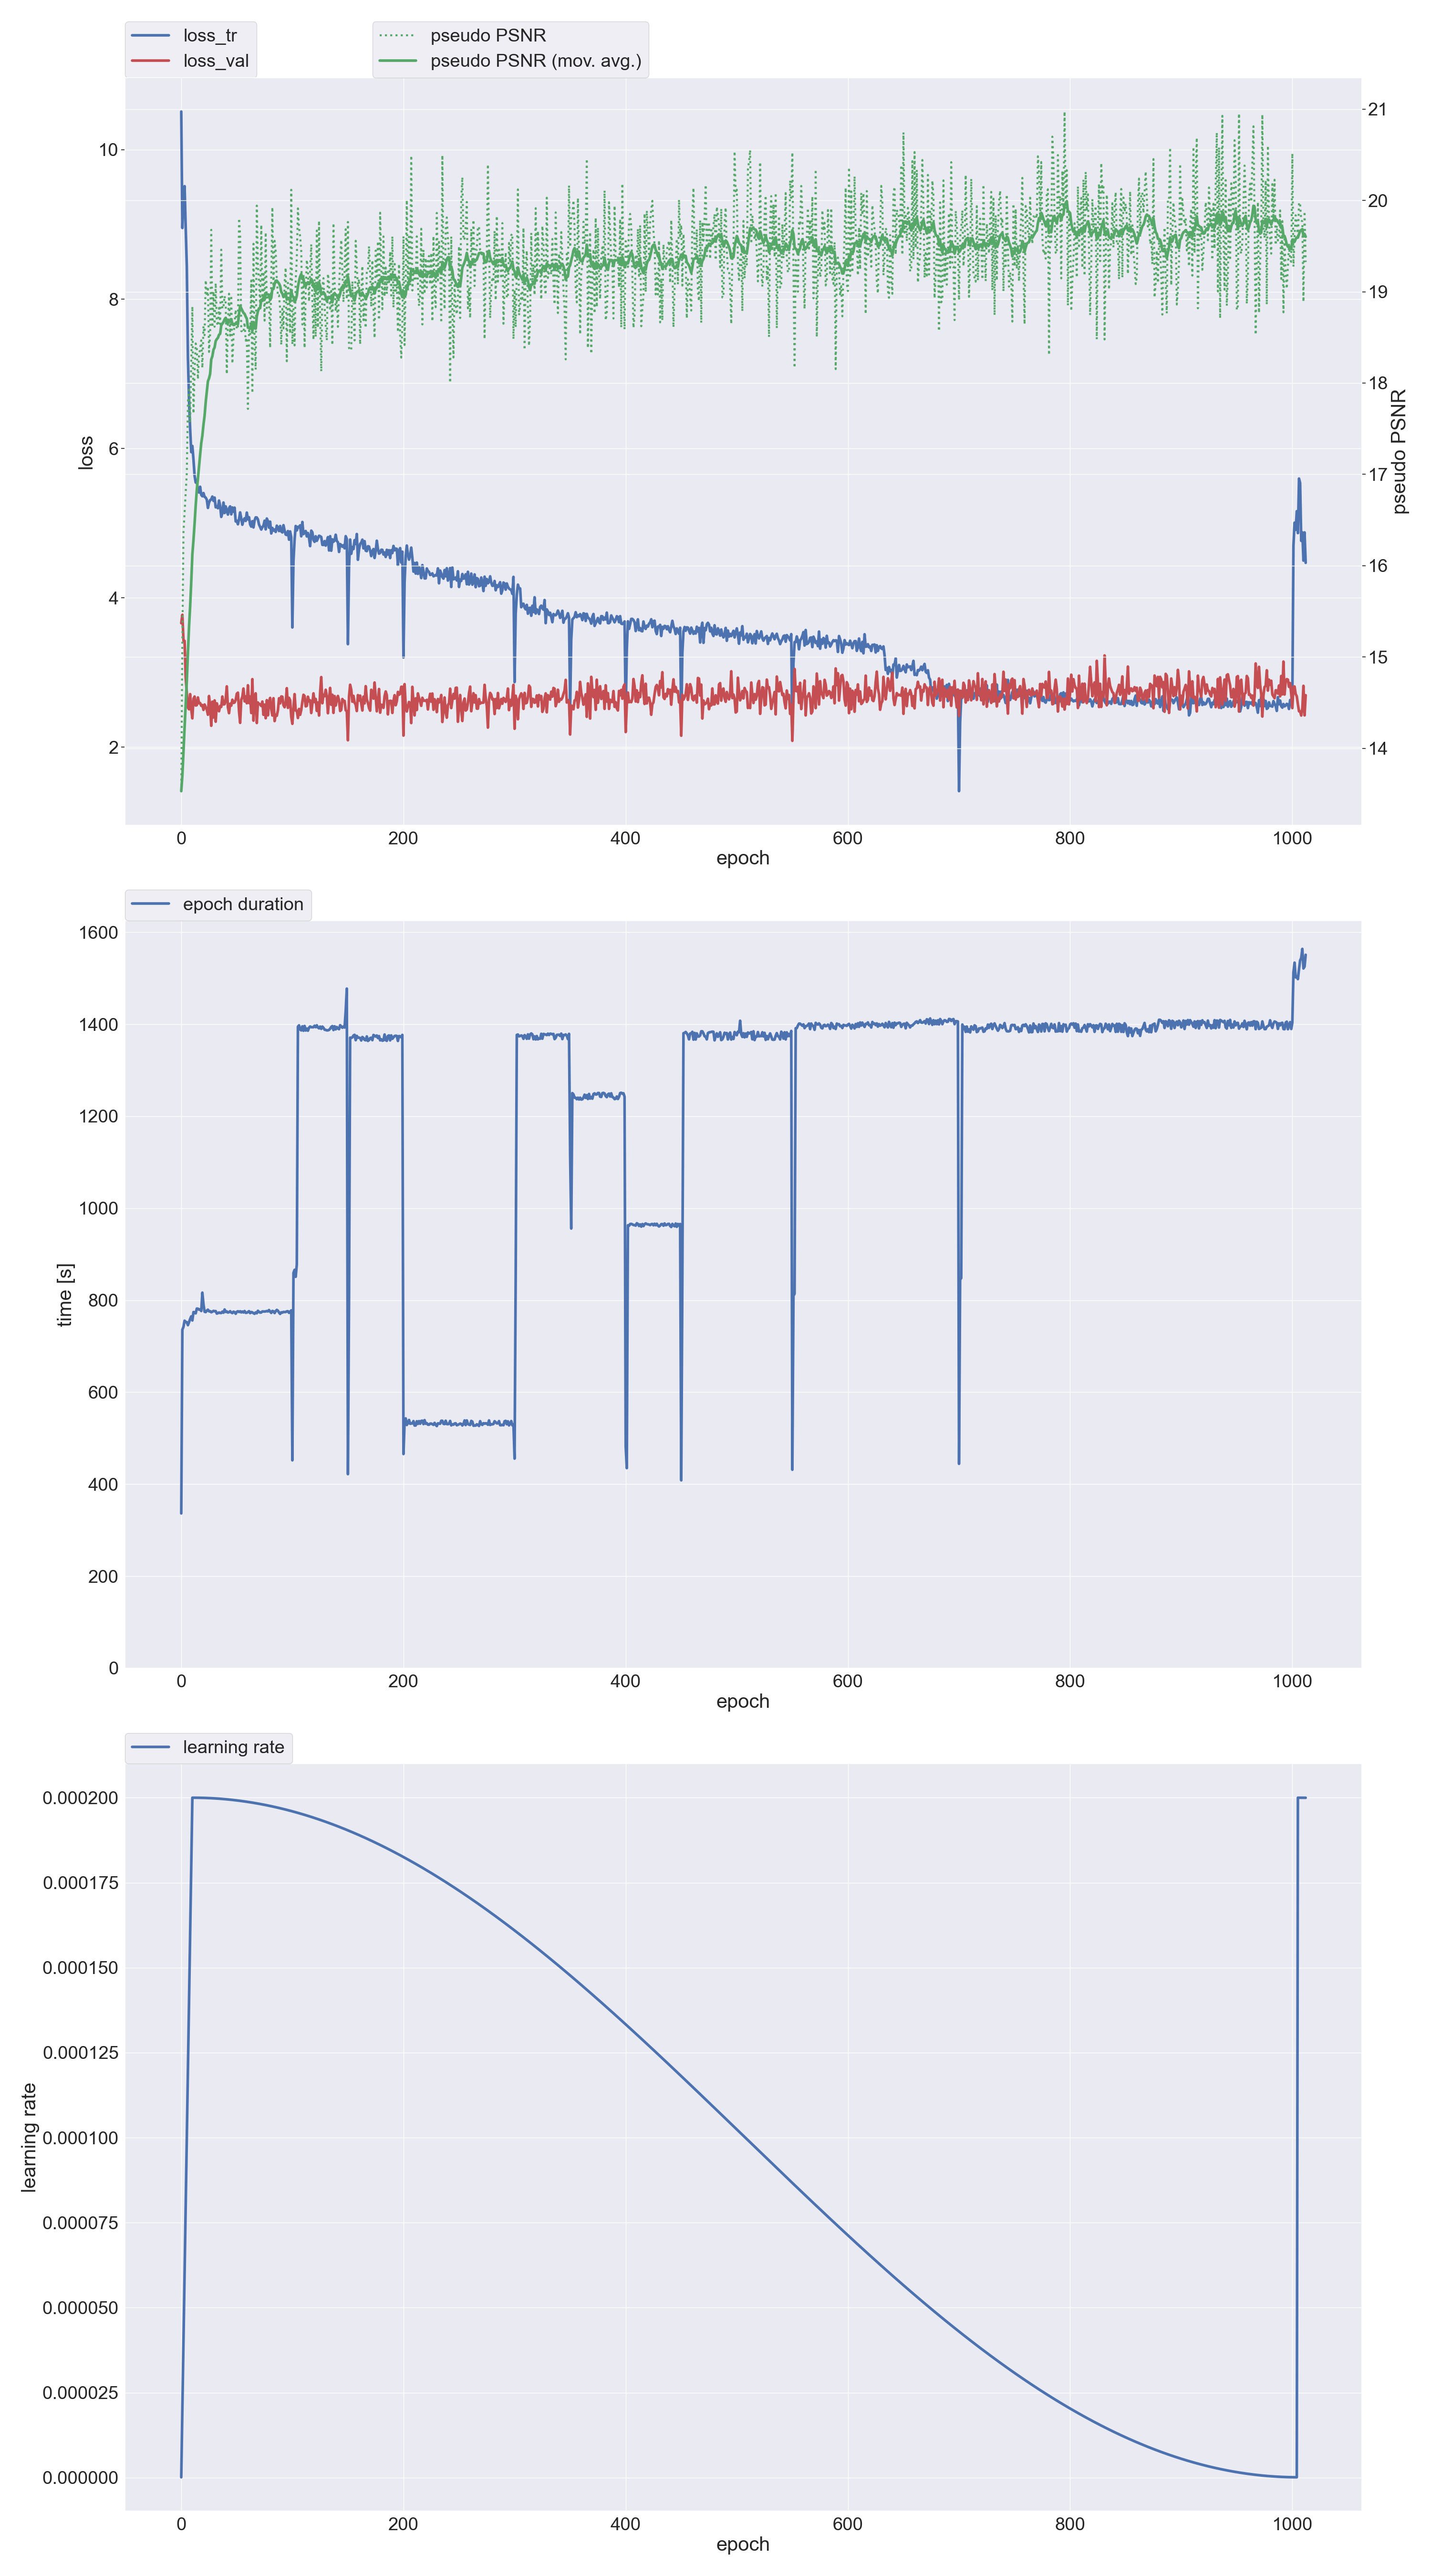 loss_tr
loss_val
pseudo PSNR
pseudo PSNR (mov. avg.)
10
8
6
4
2
loss
21
20
19
18
17
16
15
14
pseudo PSNR
0 200 400 600 800 1000
epoch
epoch duration
1600
1400
1200
1000
800
600
400
200
0
time [s]
0 200 400 600 800 1000
epoch
learning rate
0.000200
0.000175
0.000150
0.000125
0.000100
0.000075
0.000050
0.000025
0.000000
learning rate
0 200 400 600 800 1000
epoch